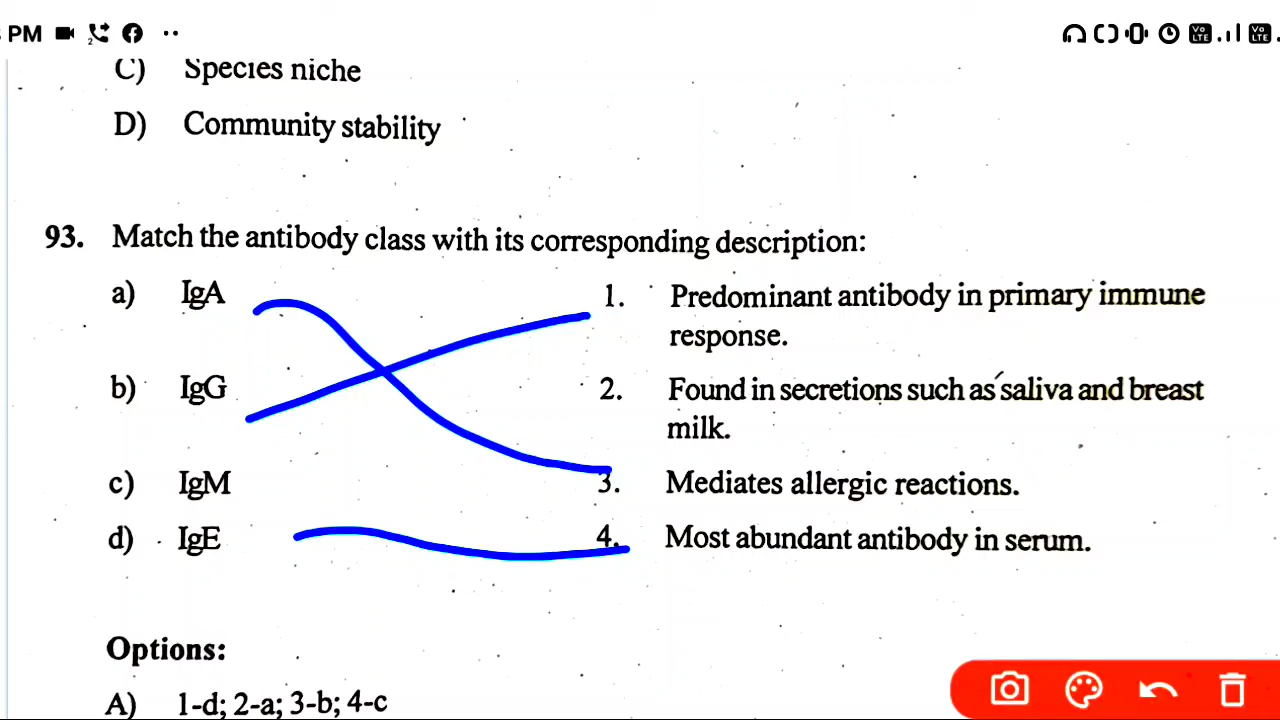 PM
C) Species niche
D) Community stability
93. Match the antibody class with its corresponding description:
a) IgA 1. Predominant antibody in primary immune
response.
b) IgG 2. Found in secretions such as saliva and breast
milk.
c) IgM 3. Mediates allergic reactions.
d) IgE 4. Most abundant antibody in serum.
Options:
A) 1-d; 2-a; 3-b; 4-c